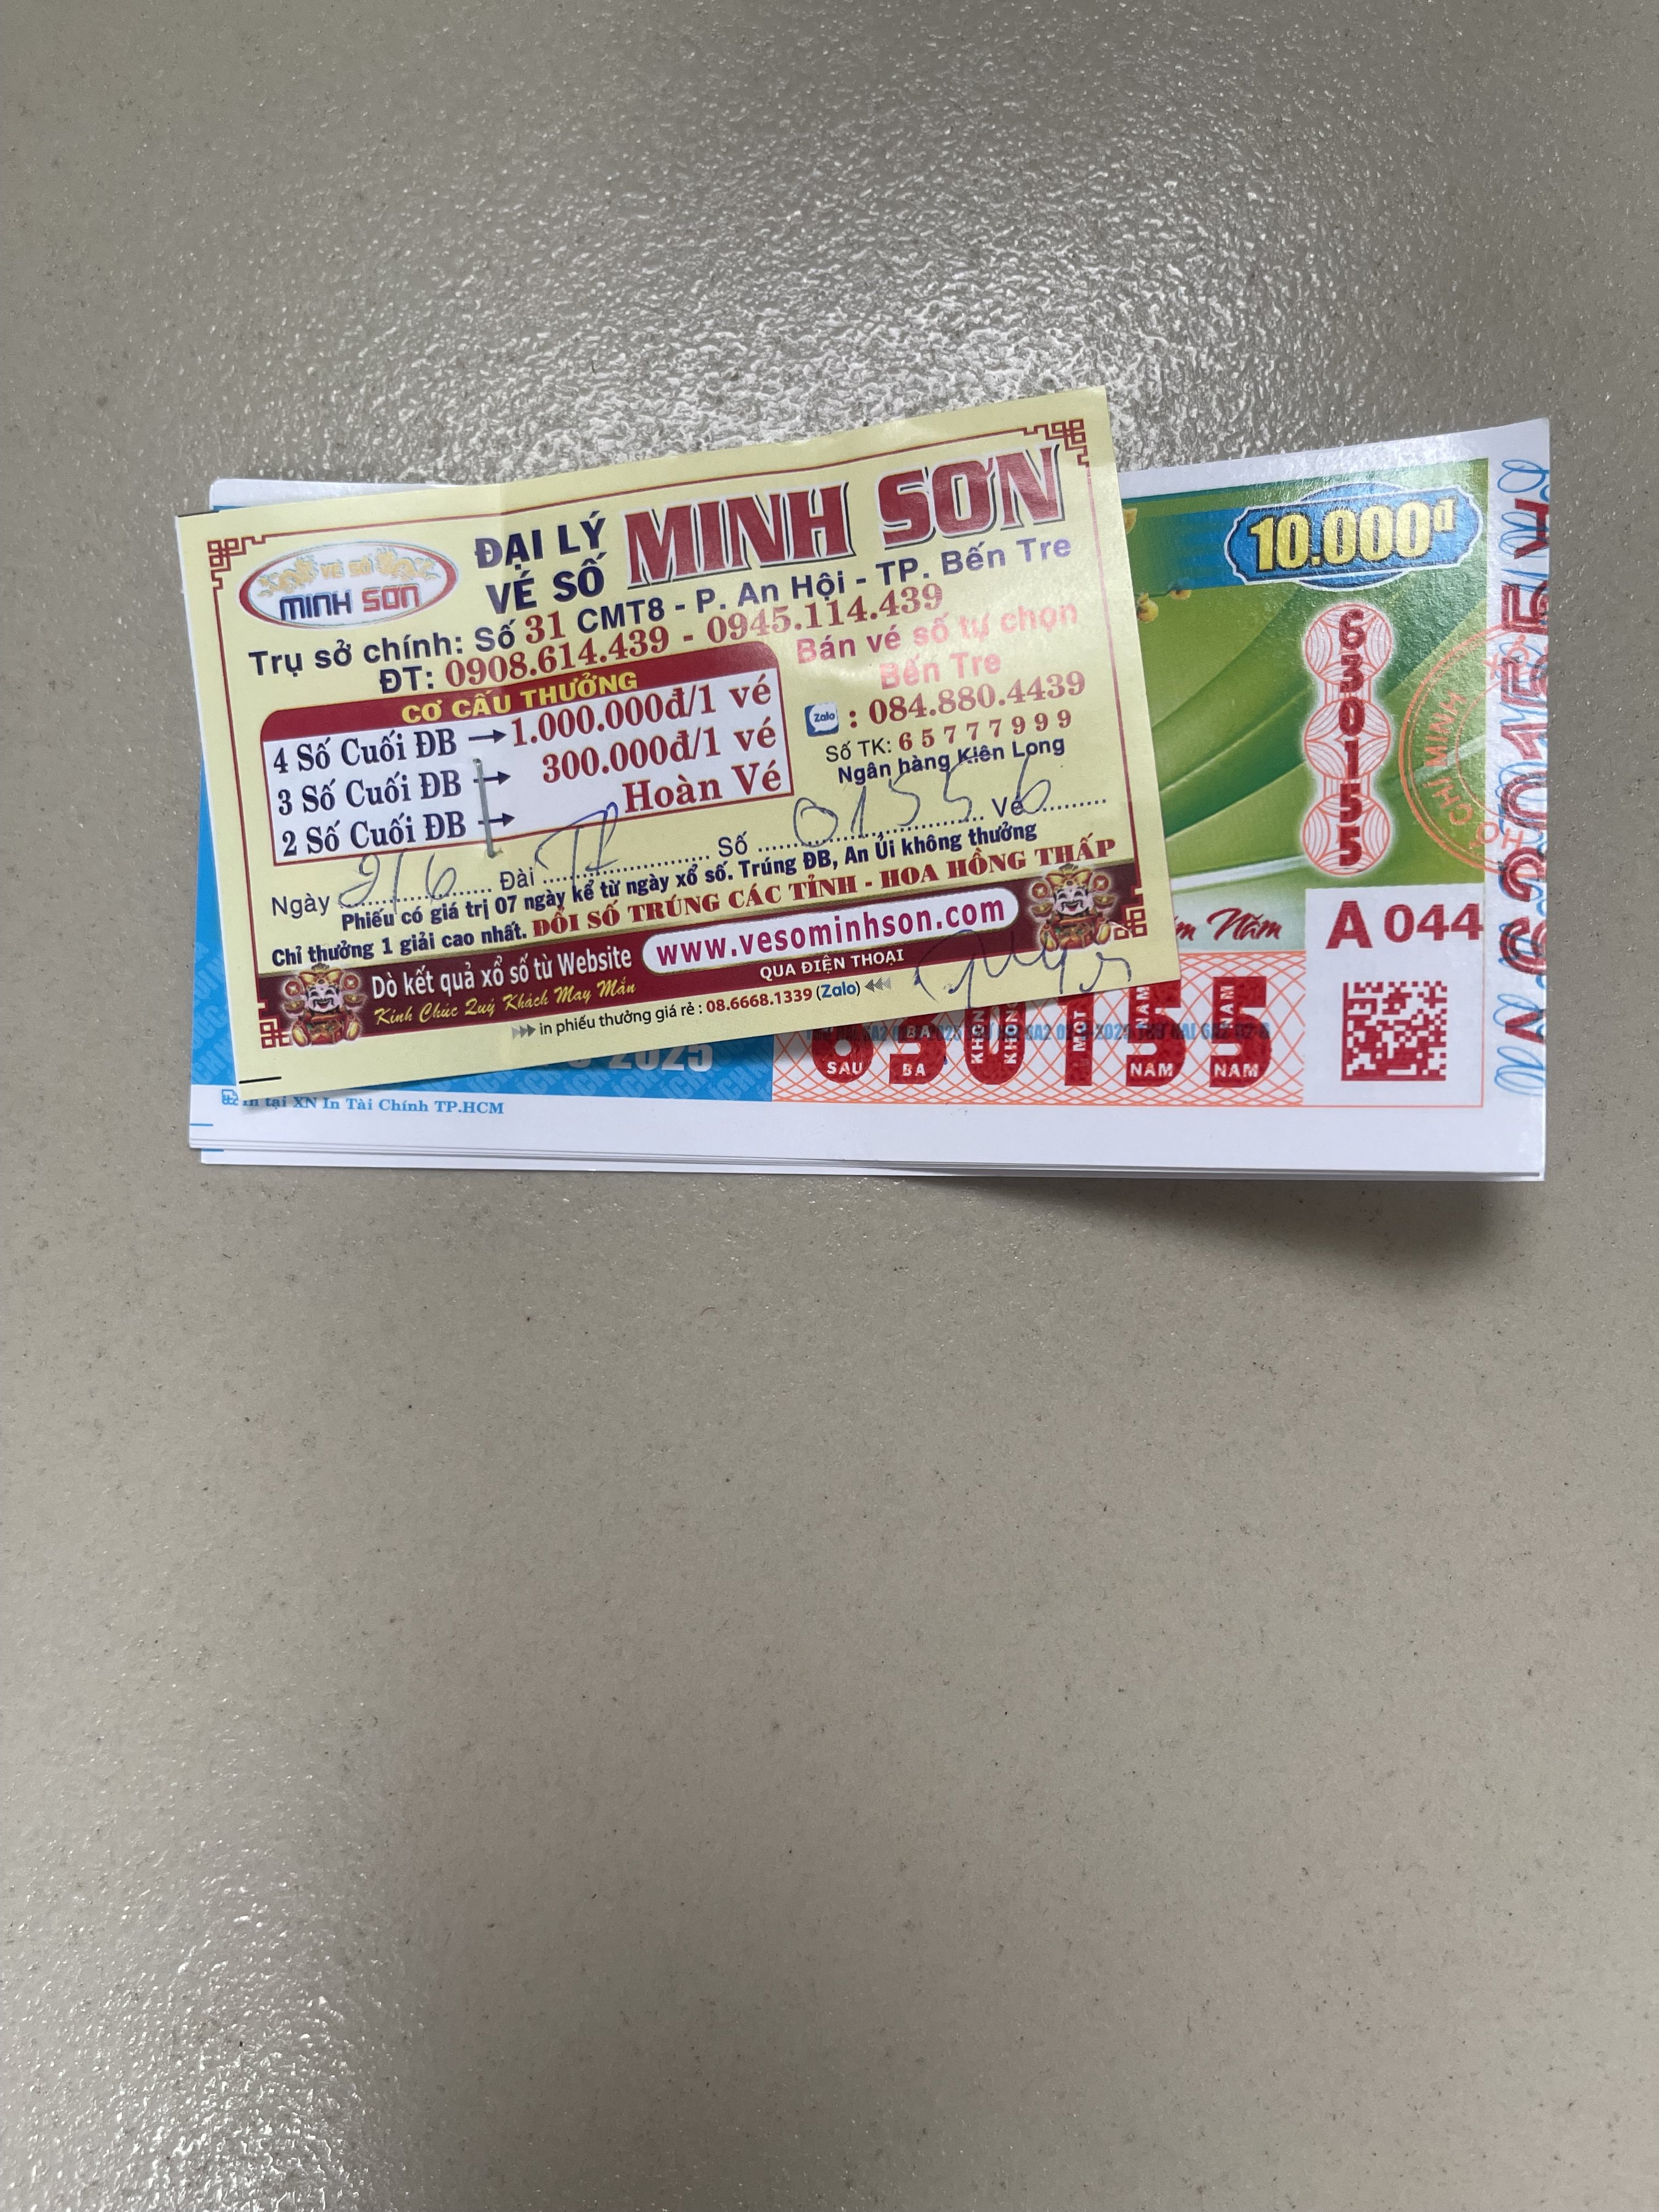 VÉ SỐ
MINH SƠN
ĐẠI LÝ
VÉ SỐ
MINH SƠN
Trụ sở chính: Số 31 CMT8 - P. An Hội - TP. Bến Tre
ĐT: 0908.614.439 - 0945.114.439
CƠ CẤU THƯỞNG
4 Số Cuối ĐB → 1.000.000đ/1 vé
3 Số Cuối ĐB → 300.000đ/1 vé
2 Số Cuối ĐB → Hoàn Vé
Bán vé số tự chọn
Bến Tre
Zalo : 084.880.4439
Số TK: 65777999
Ngân hàng Kiên Long
Ngày 2/6 Đài TP Số 0155 Vé 6
Phiếu có giá trị 07 ngày kể từ ngày xổ số. Trúng ĐB, An Ủi không thưởng
Chỉ thưởng 1 giải cao nhất. ĐỔI SỐ TRÚNG CÁC TỈNH - HOA HỒNG THẤP
Dò kết quả xổ số từ Website www.vesominhson.com
Kính Chúc Quý Khách May Mắn
QUA ĐIỆN THOẠI
in phiếu thưởng giá rẻ : 08.6668.1339 (Zalo)
10.000đ
630155
CHÍ MINH
Năm
A 044
2025
630155
SÁU BA KHÔNG MỘT NĂM NĂM
In tại XN In Tài Chính TP.HCM